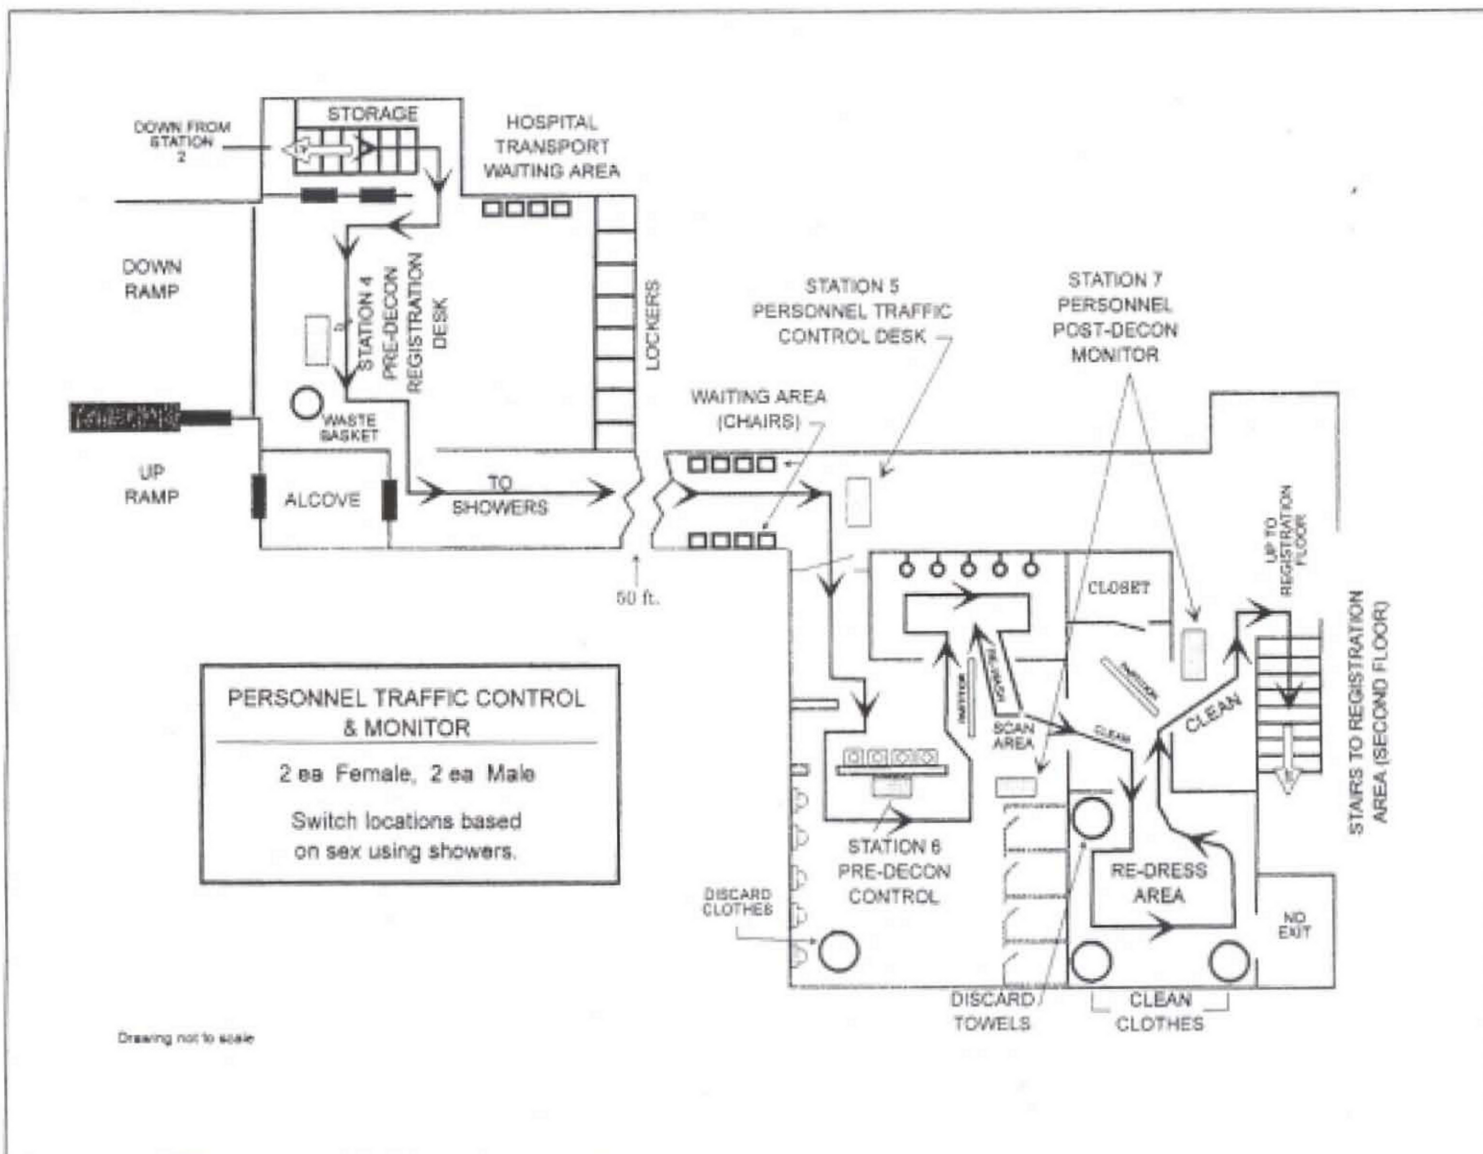 DOWN FROM
STATION
2
STORAGE
HOSPITAL
TRANSPORT
WAITING AREA
DOWN
RAMP
STATION 4
PRE-DECON
REGISTRATION
DESK
LOCKERS
WASTE
BASKET
UP
RAMP
ALCOVE
TO
SHOWERS
50 ft.
STATION 5
PERSONNEL TRAFFIC
CONTROL DESK
WAITING AREA
(CHAIRS)
STATION 7
PERSONNEL
POST-DECON
MONITOR
UP TO
REGISTRATION
FLOOR
CLOSET
STAIRS TO REGISTRATION
AREA (SECOND FLOOR)
PARTITION
RE-WASH
SCAN
AREA
CLEAN
PARTITION
CLEAN
PERSONNEL TRAFFIC CONTROL
& MONITOR
2 ea Female, 2 ea Male
Switch locations based
on sex using showers.
STATION 6
PRE-DECON
CONTROL
DISCARD
CLOTHES
RE-DRESS
AREA
NO
EXIT
DISCARD
TOWELS
CLEAN
CLOTHES
Drawing not to scale